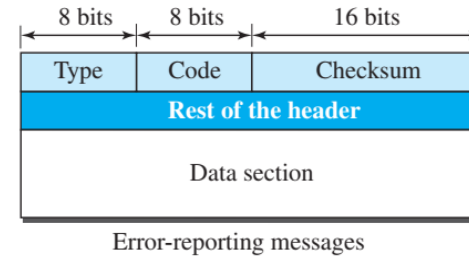 8 bits 8 bits 16 bits
Type Code Checksum
Rest of the header
Data section
Error-reporting messages